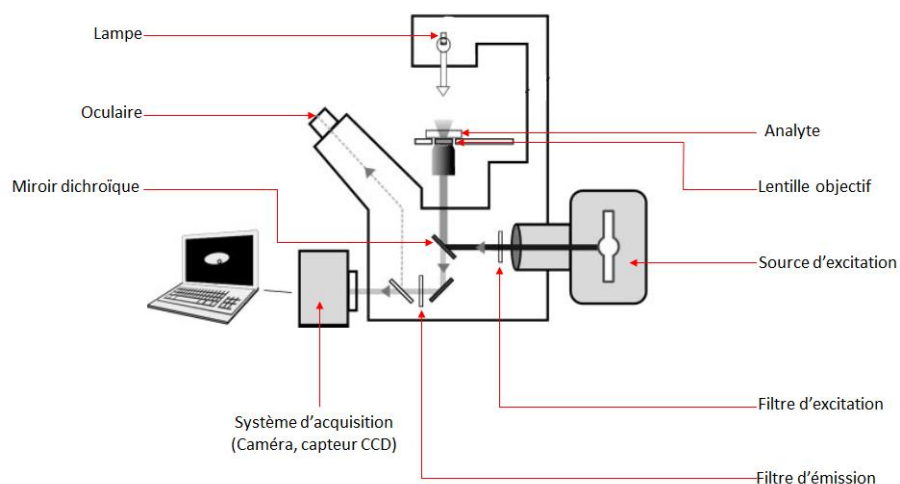 Lampe
Oculaire
Analyte
Miroir dichroïque
Lentille objectif
Source d'excitation
Filtre d'excitation
Système d'acquisition
(Caméra, capteur CCD)
Filtre d'émission